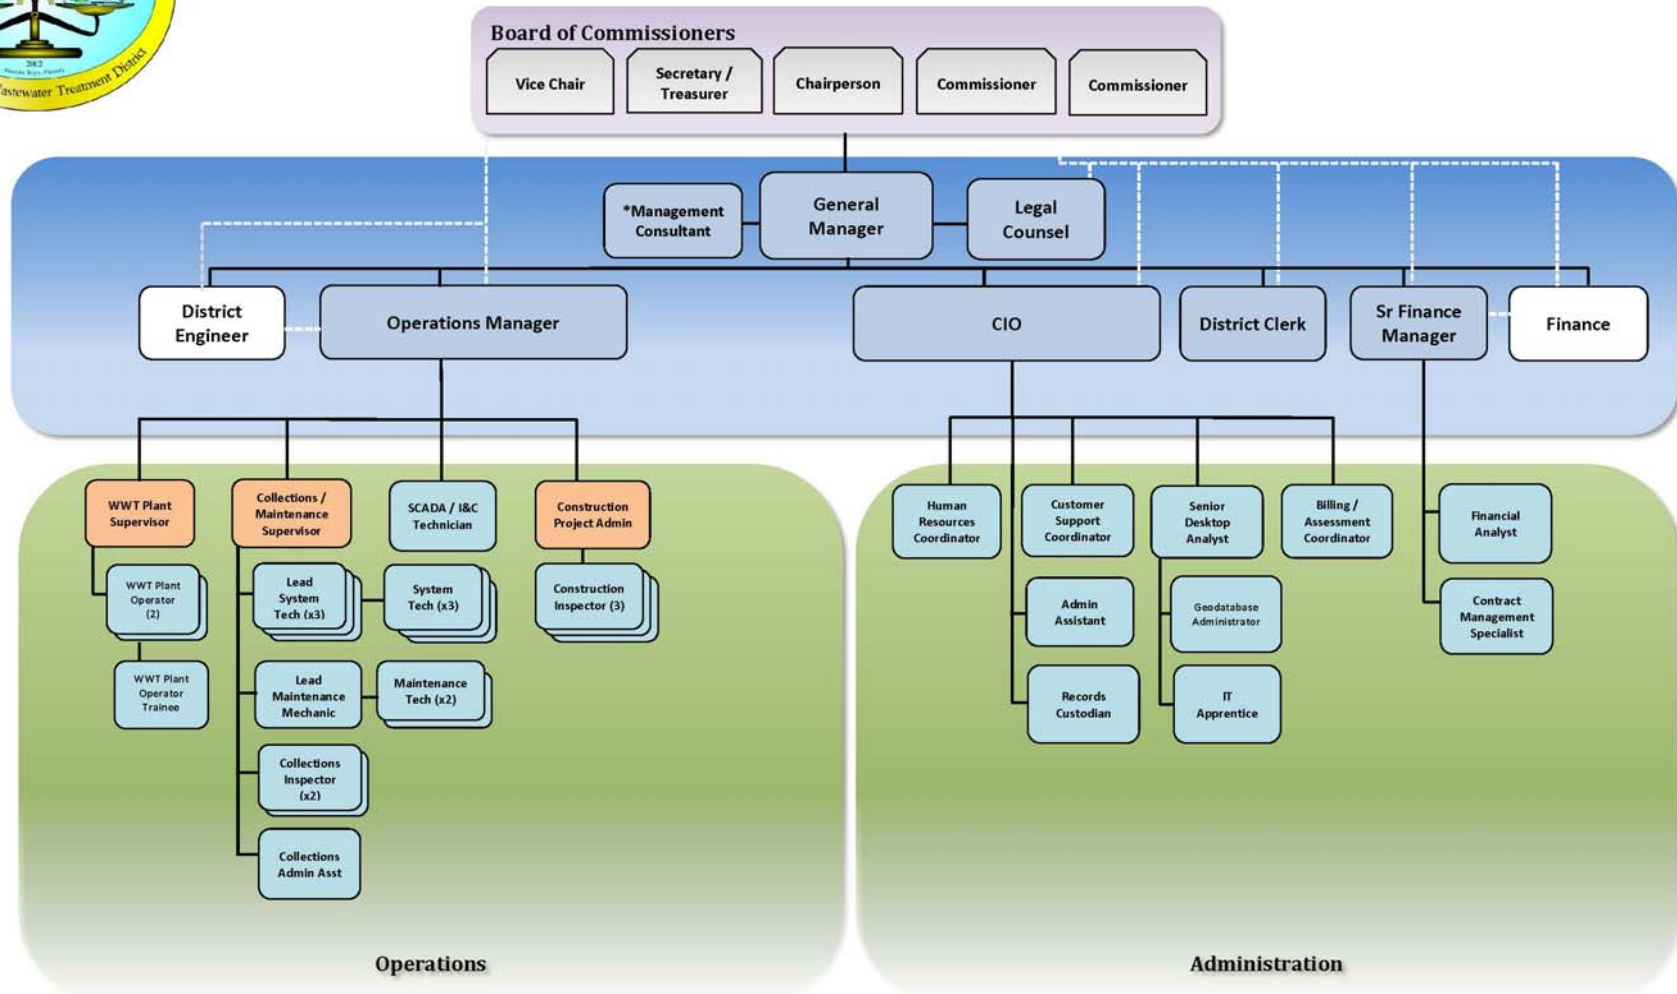 2002
Florida Keys, Florida
Wastewater Treatment District
Board of Commissioners
Vice Chair
Secretary /
Treasurer
Chairperson
Commissioner
Commissioner
*Management
Consultant
General
Manager
Legal
Counsel
District
Engineer
Operations Manager
CIO
District Clerk
Sr Finance
Manager
Finance
WWT Plant
Supervisor
Collections /
Maintenance
Supervisor
SCADA / I&C
Technician
Construction
Project Admin
WWT Plant
Operator
(2)
Lead
System
Tech (x3)
System
Tech (x3)
Construction
Inspector (3)
WWT Plant
Operator
Trainee
Lead
Maintenance
Mechanic
Maintenance
Tech (x2)
Collections
Inspector
(x2)
Collections
Admin Asst
Operations
Human
Resources
Coordinator
Customer
Support
Coordinator
Senior
Desktop
Analyst
Billing /
Assessment
Coordinator
Financial
Analyst
Admin
Assistant
Geodatabase
Administrator
Contract
Management
Specialist
Records
Custodian
IT
Apprentice
Administration